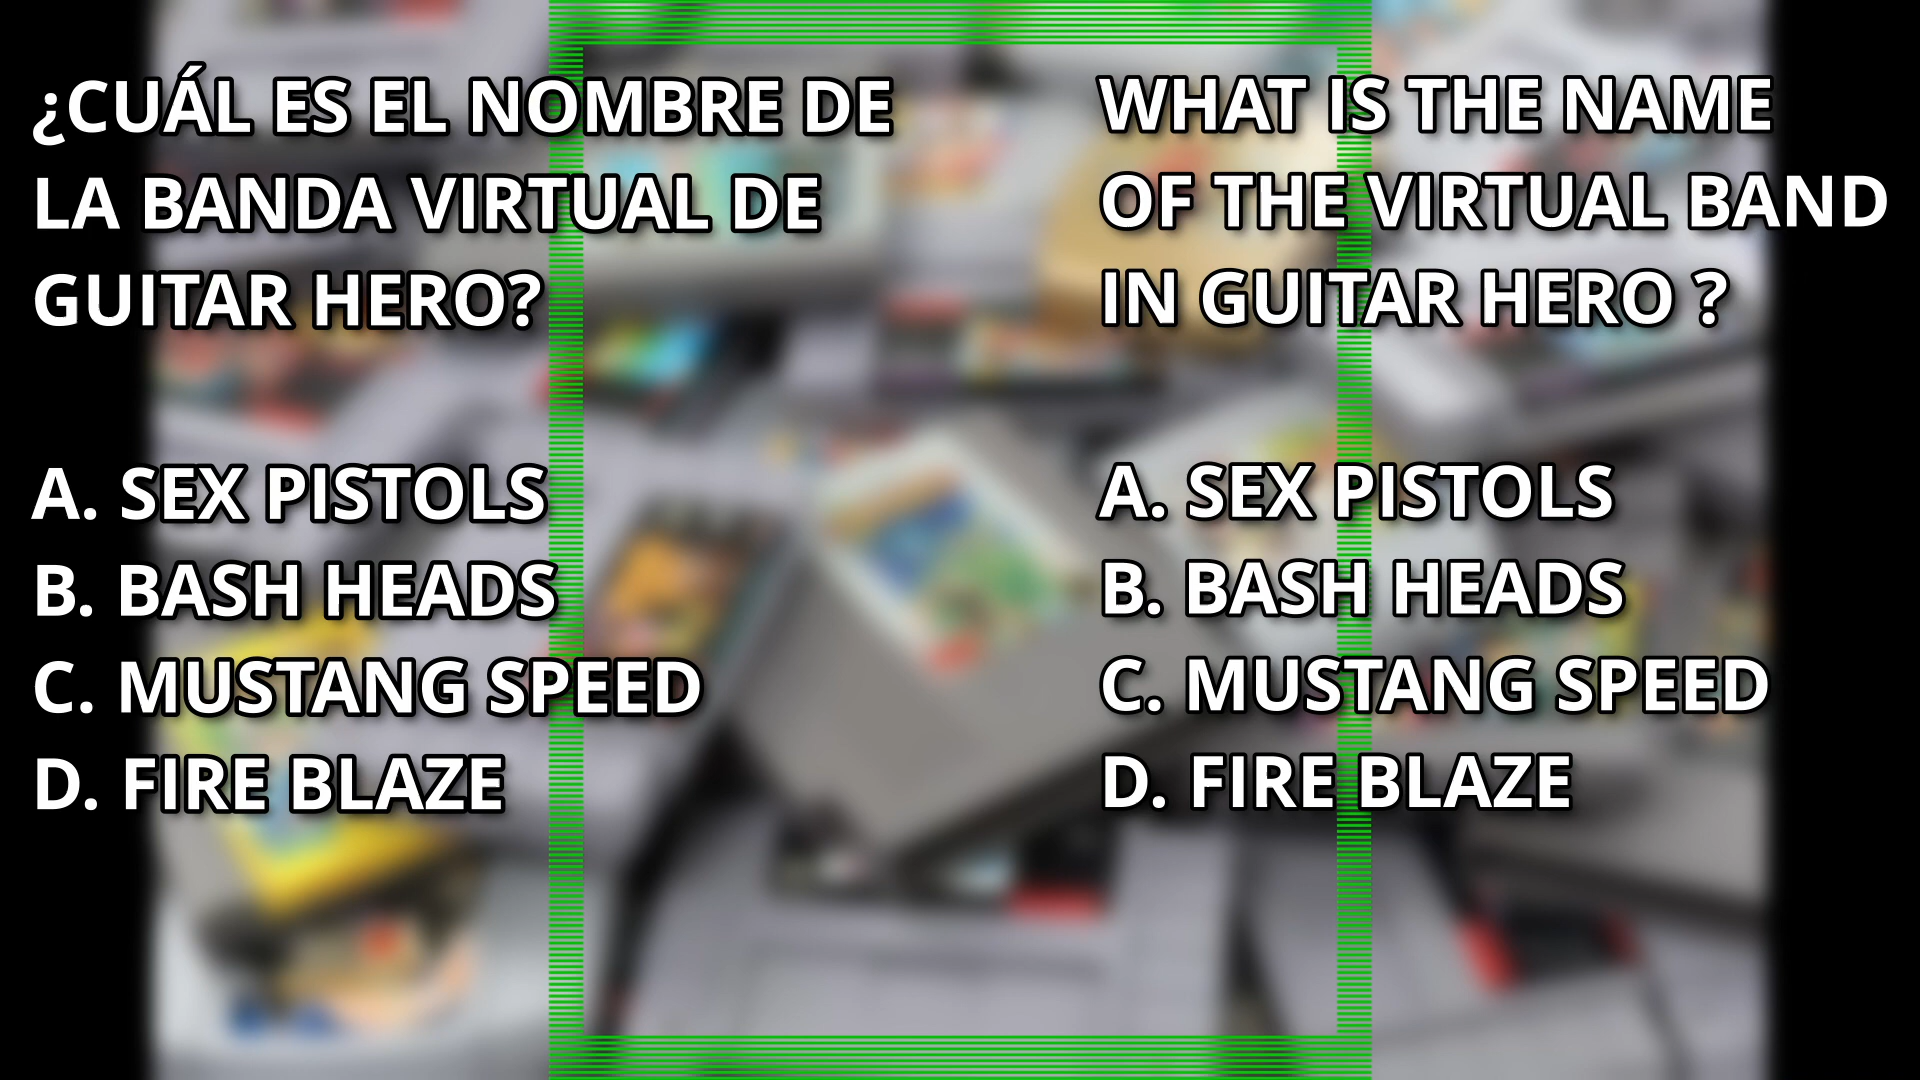 ¿CUÁL ES EL NOMBRE DE
LA BANDA VIRTUAL DE
GUITAR HERO?
A. SEX PISTOLS
B. BASH HEADS
C. MUSTANG SPEED
D. FIRE BLAZE
WHAT IS THE NAME
OF THE VIRTUAL BAND
IN GUITAR HERO ?
A. SEX PISTOLS
B. BASH HEADS
C. MUSTANG SPEED
D. FIRE BLAZE